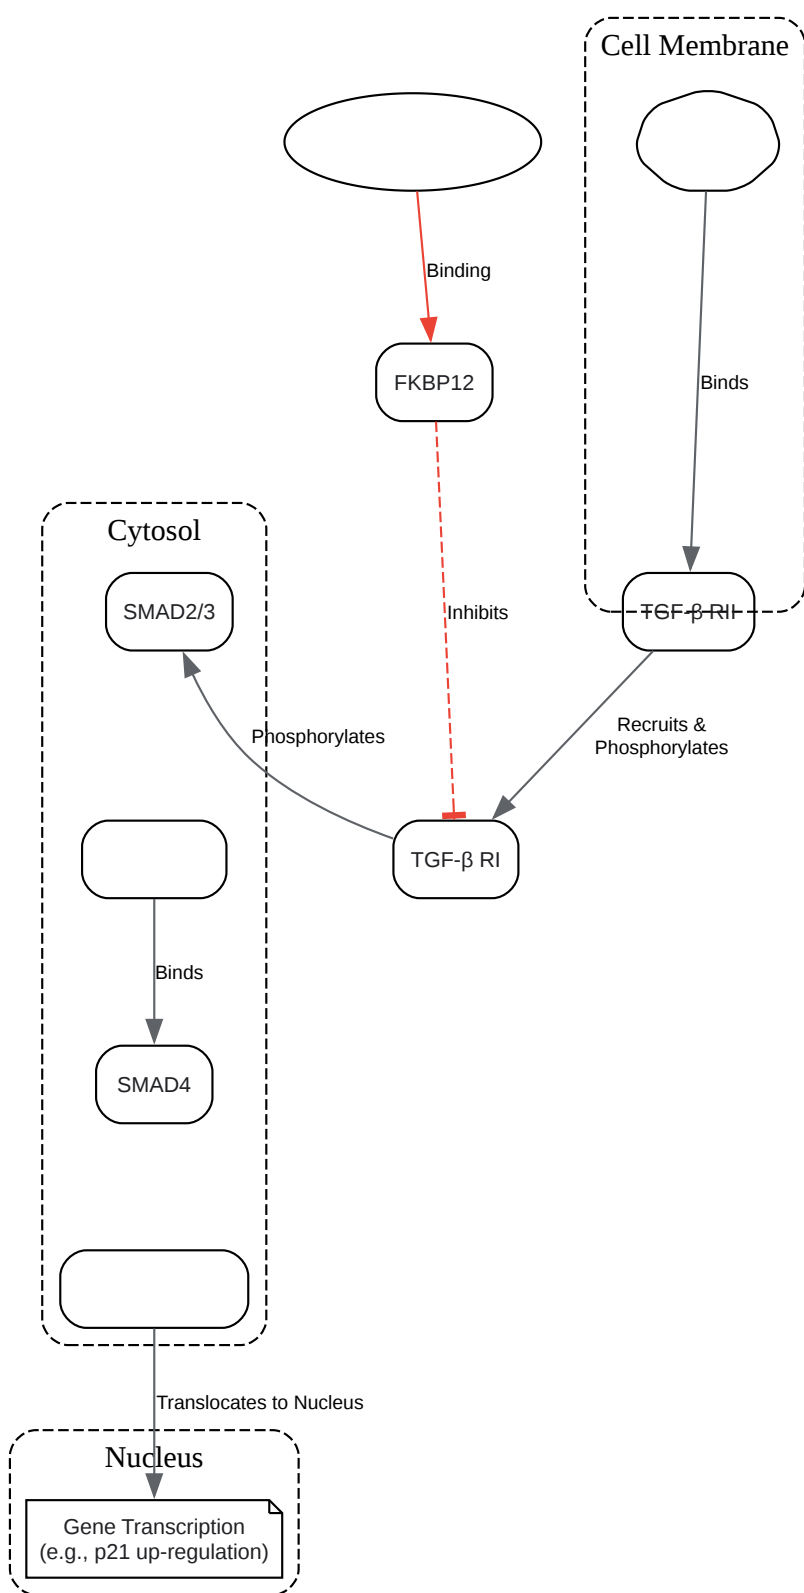 Cell Membrane
Binding
FKBP12
Binds
Cytosol
SMAD2/3
Inhibits
TGF-β RII
Phosphorylates
Recruits &
Phosphorylates
TGF-β RI
Binds
SMAD4
Translocates to Nucleus
Nucleus
Gene Transcription
(e.g., p21 up-regulation)